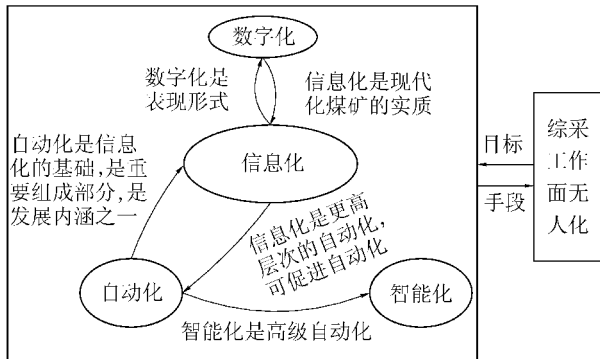 数字化
数字化是
表现形式
信息化是现代
化煤矿的实质
自动化是信息
化的基础,是重
要组成部分,是
发展内涵之一
信息化
目标
手段
综采
工作
面无
人化
信息化是更高
层次的自动化,
可促进自动化
自动化
智能化
智能化是高级自动化